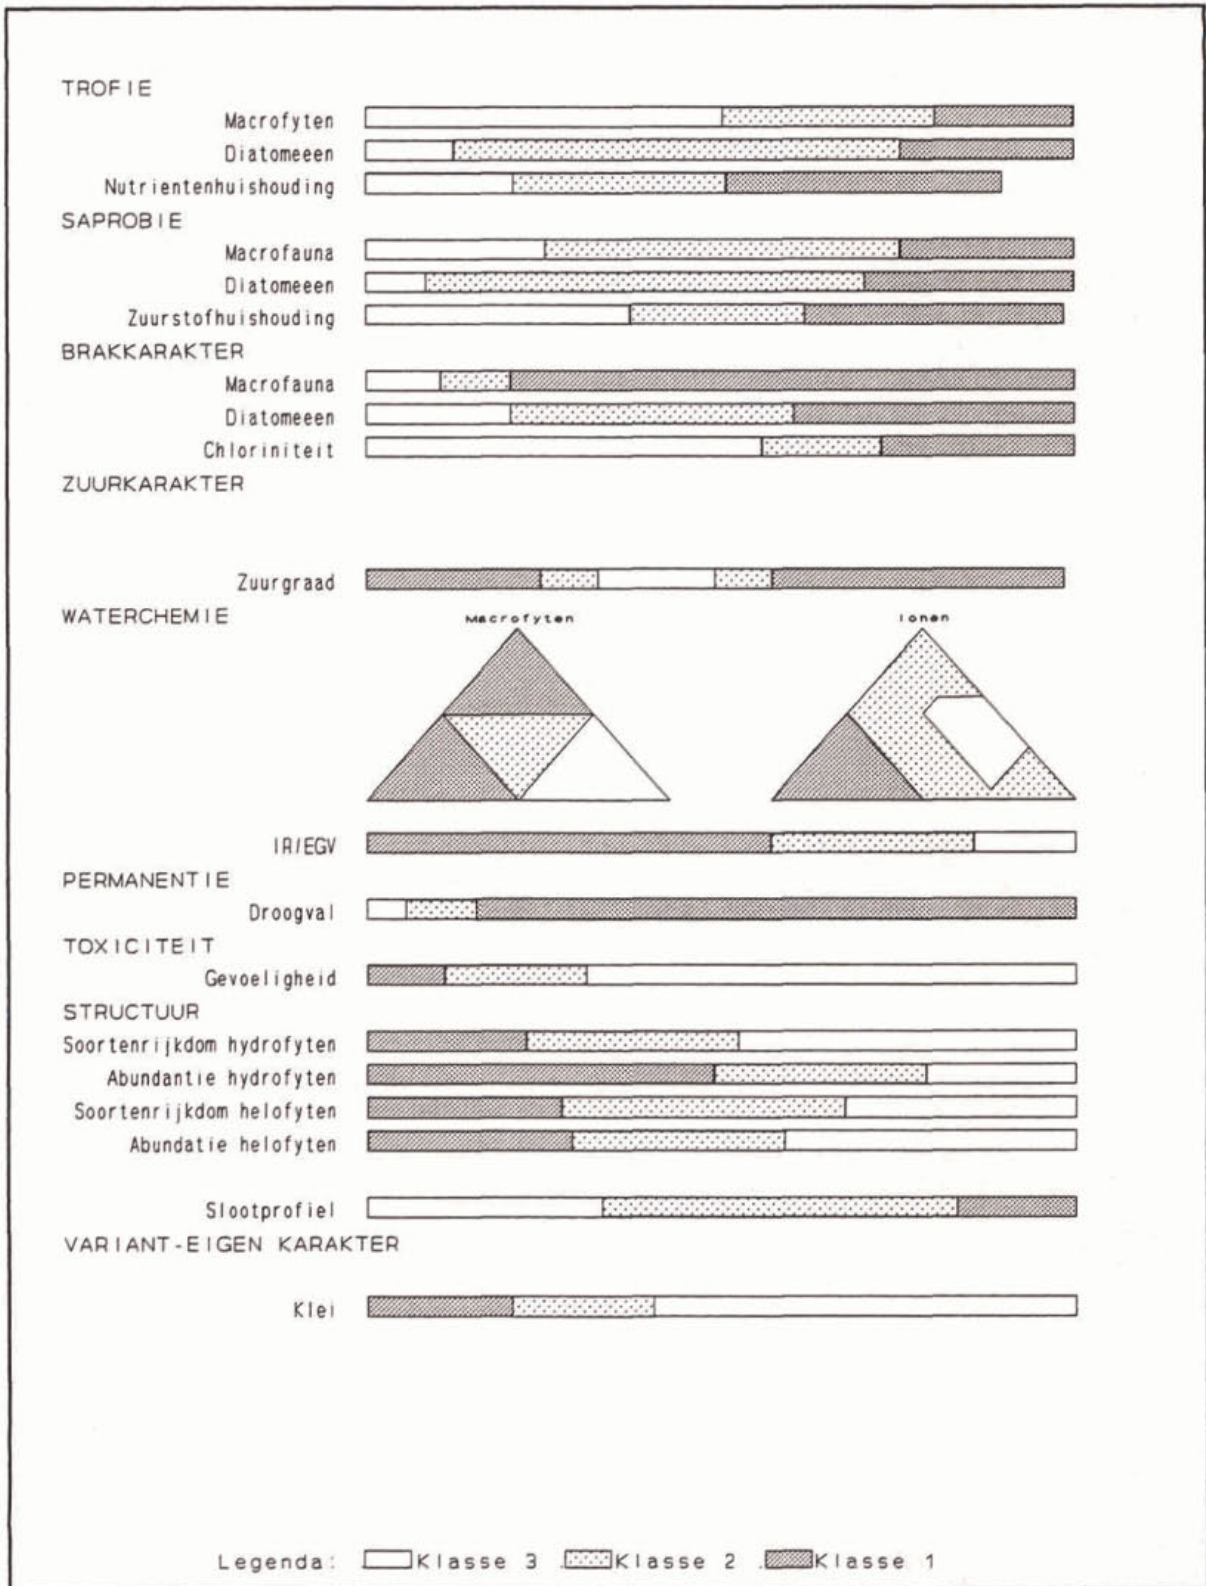 TROFIE
Macrofyten
Diatomeeen
Nutrientenhuishouding
SAPROBIE
Macrofauna
Diatomeeen
Zuurstofhuishouding
BRAKKARAKTER
Macrofauna
Diatomeeen
Chloriniteit
ZUURKARAKTER
Zuurgraad
WATERCHEMIE
Macrofyten
Ionen
IR/EGV
PERMANENTIE
Droogval
TOXICITEIT
Gevoeligheid
STRUCTUUR
Soortenrijkdom hydrofyten
Abundantie hydrofyten
Soortenrijkdom helofyten
Abundatie helofyten
Slootprofiel
VARIANT-EIGEN KARAKTER
Klei
Legenda: Klasse 3 Klasse 2 Klasse 1